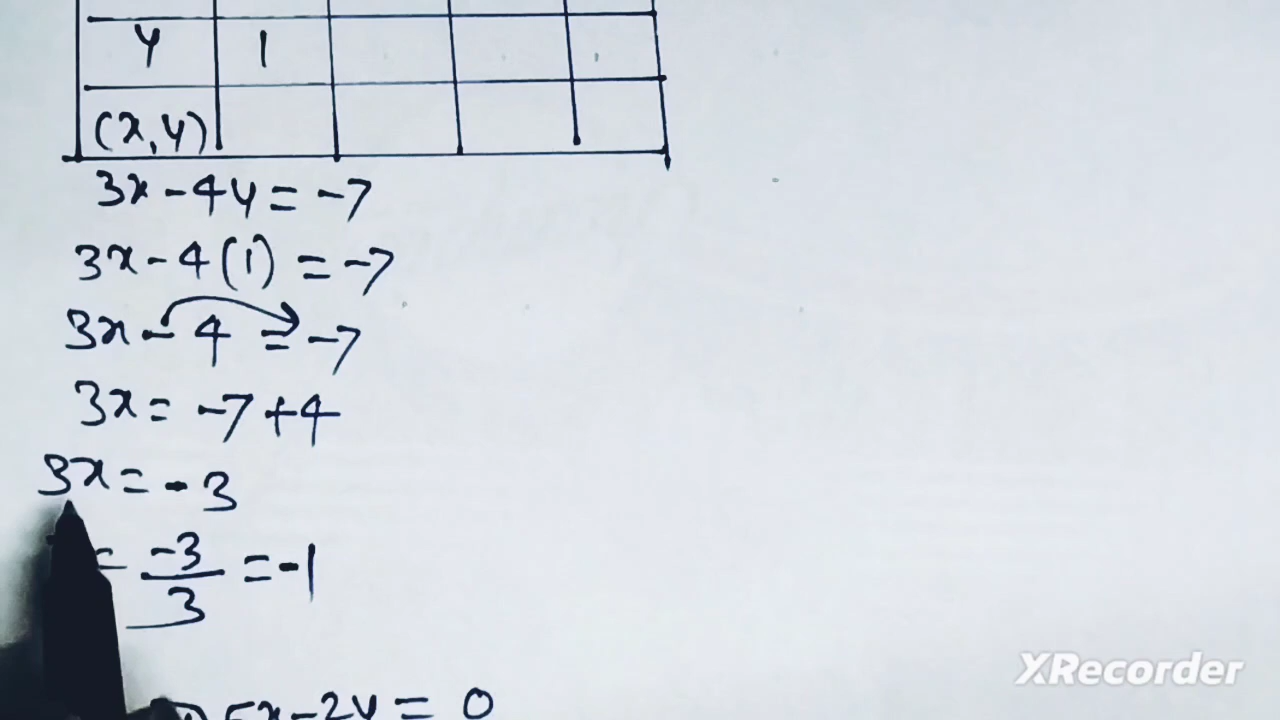 y 1
(x, y)
3x - 4y = -7
3x - 4(1) = -7
3x - 4 = -7
3x = -7 + 4
3x = -3
= -3/3 = -1
5x - 2y = 0
XRecorder